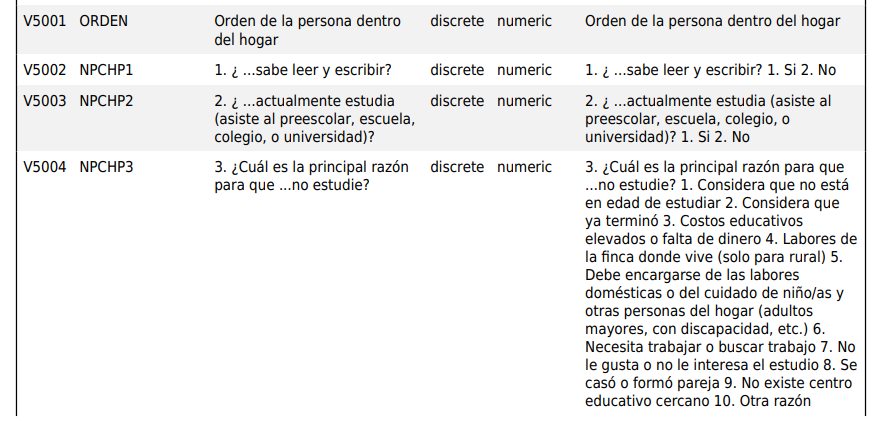 V5001 ORDEN Orden de la persona dentro discrete numeric Orden de la persona dentro del hogar
del hogar
V5002 NPCHP1 1. ¿ ...sabe leer y escribir? discrete numeric 1. ¿ ...sabe leer y escribir? 1. Si 2. No
V5003 NPCHP2 2. ¿ ...actualmente estudia discrete numeric 2. ¿ ...actualmente estudia (asiste al
(asiste al preescolar, escuela, preescolar, escuela, colegio, o
colegio, o universidad)? universidad)? 1. Si 2. No
V5004 NPCHP3 3. ¿Cuál es la principal razón discrete numeric 3. ¿Cuál es la principal razón para que
para que ...no estudie? ...no estudie? 1. Considera que no está
en edad de estudiar 2. Considera que
ya terminó 3. Costos educativos
elevados o falta de dinero 4. Labores de
la finca donde vive (solo para rural) 5.
Debe encargarse de las labores
domésticas o del cuidado de niño/as y
otras personas del hogar (adultos
mayores, con discapacidad, etc.) 6.
Necesita trabajar o buscar trabajo 7. No
le gusta o no le interesa el estudio 8. Se
casó o formó pareja 9. No existe centro
educativo cercano 10. Otra razón